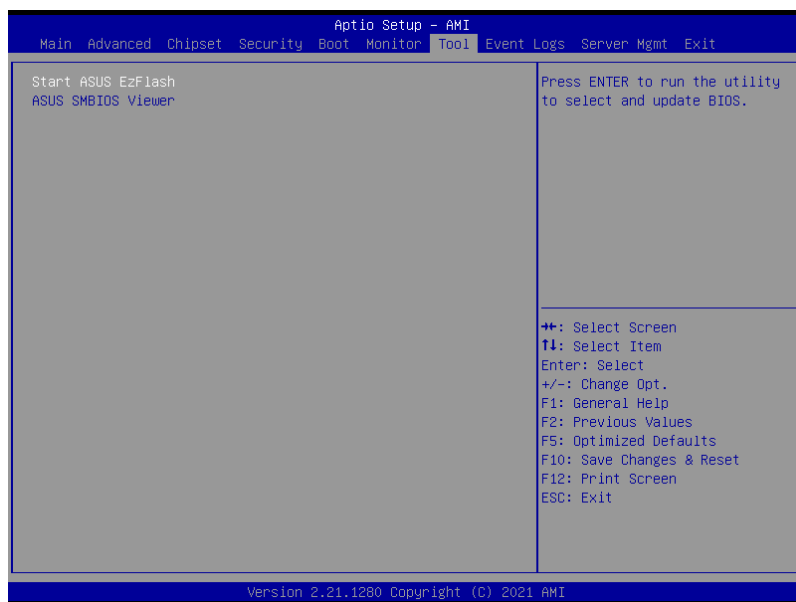 Aptio Setup – AMI
Main Advanced Chipset Security Boot Monitor Tool Event Logs Server Mgmt Exit
Start ASUS EzFlash
ASUS SMBIOS Viewer
Press ENTER to run the utility
to select and update BIOS.
→←: Select Screen
↑↓: Select Item
Enter: Select
+/-: Change Opt.
F1: General Help
F2: Previous Values
F5: Optimized Defaults
F10: Save Changes & Reset
F12: Print Screen
ESC: Exit
Version 2.21.1280 Copyright (C) 2021 AMI